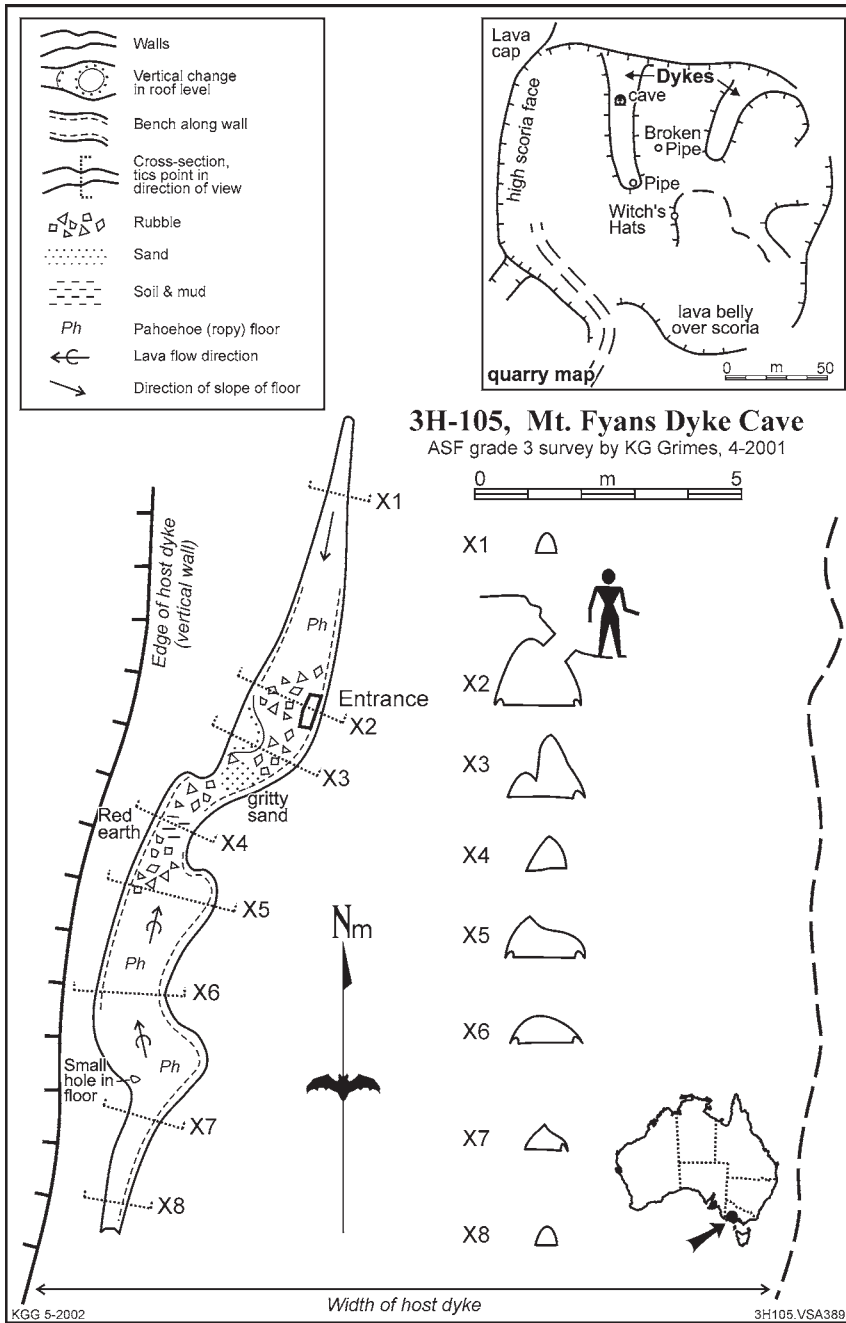 Walls
Vertical change
in roof level
Bench along wall
Cross-section,
tics point in
direction of view
Rubble
Sand
Soil & mud
Ph
Pahoehoe (ropy) floor
Lava flow direction
Direction of slope of floor
Lava
cap
high scoria face
Dykes
cave
Broken
Pipe
Pipe
Witch's
Hats
lava belly
over scoria
quarry map
0 m 50
3H-105, Mt. Fyans Dyke Cave
ASF grade 3 survey by KG Grimes, 4-2001
0 m 5
Edge of host dyke
(vertical wall)
X1
Ph
Entrance
X2
X3
gritty
sand
Red
earth
X4
X5
Ph
X6
Ph
Small
hole in
floor
X7
X8
Nm
X1
X2
X3
X4
X5
X6
X7
X8
Width of host dyke
KGG 5-2002
3H105.VSA389